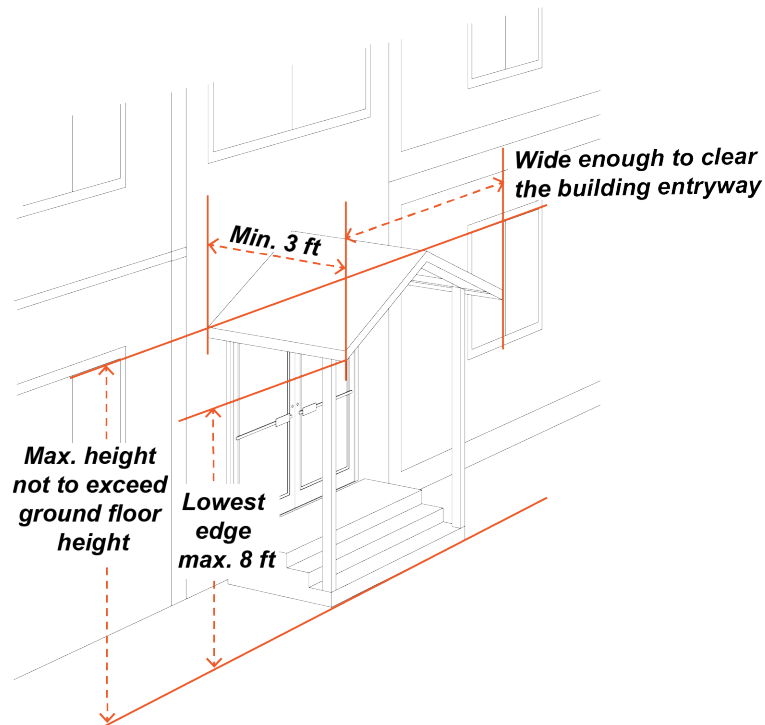 Wide enough to clear
the building entryway
Min. 3 ft
Max. height
not to exceed
ground floor
height
Lowest
edge
max. 8 ft